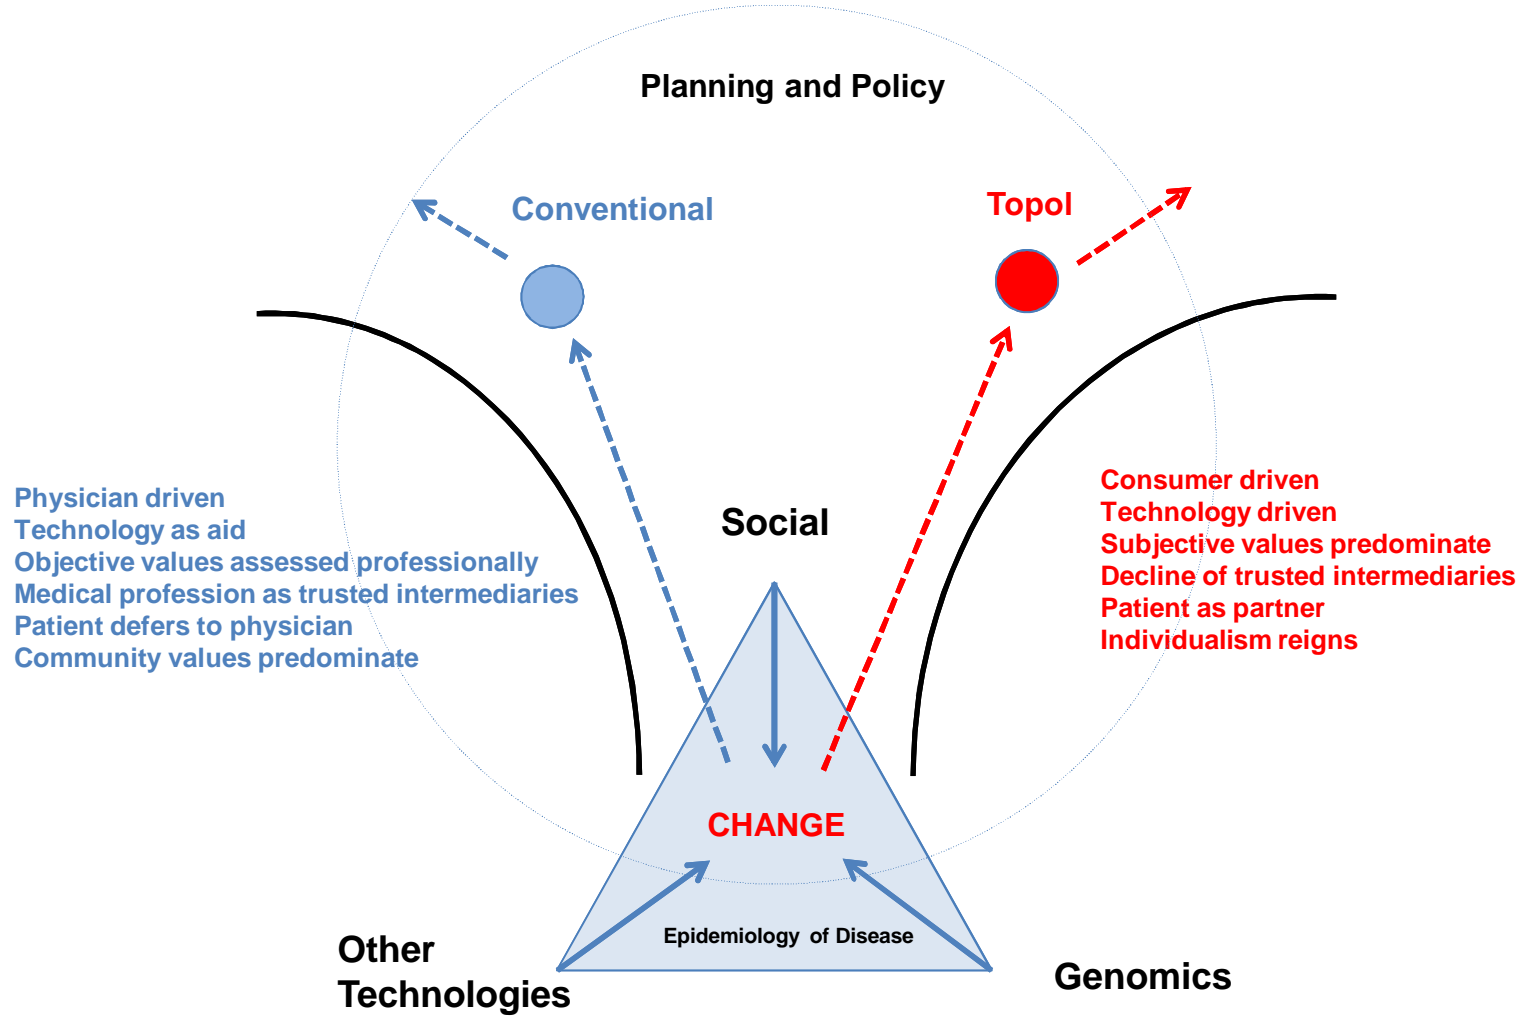 Planning and Policy
Conventional
Topol
Physician driven
Technology as aid
Objective values assessed professionally
Medical profession as trusted intermediaries
Patient defers to physician
Community values predominate
Social
Consumer driven
Technology driven
Subjective values predominate
Decline of trusted intermediaries
Patient as partner
Individualism reigns
CHANGE
Epidemiology of Disease
Other
Technologies
Genomics